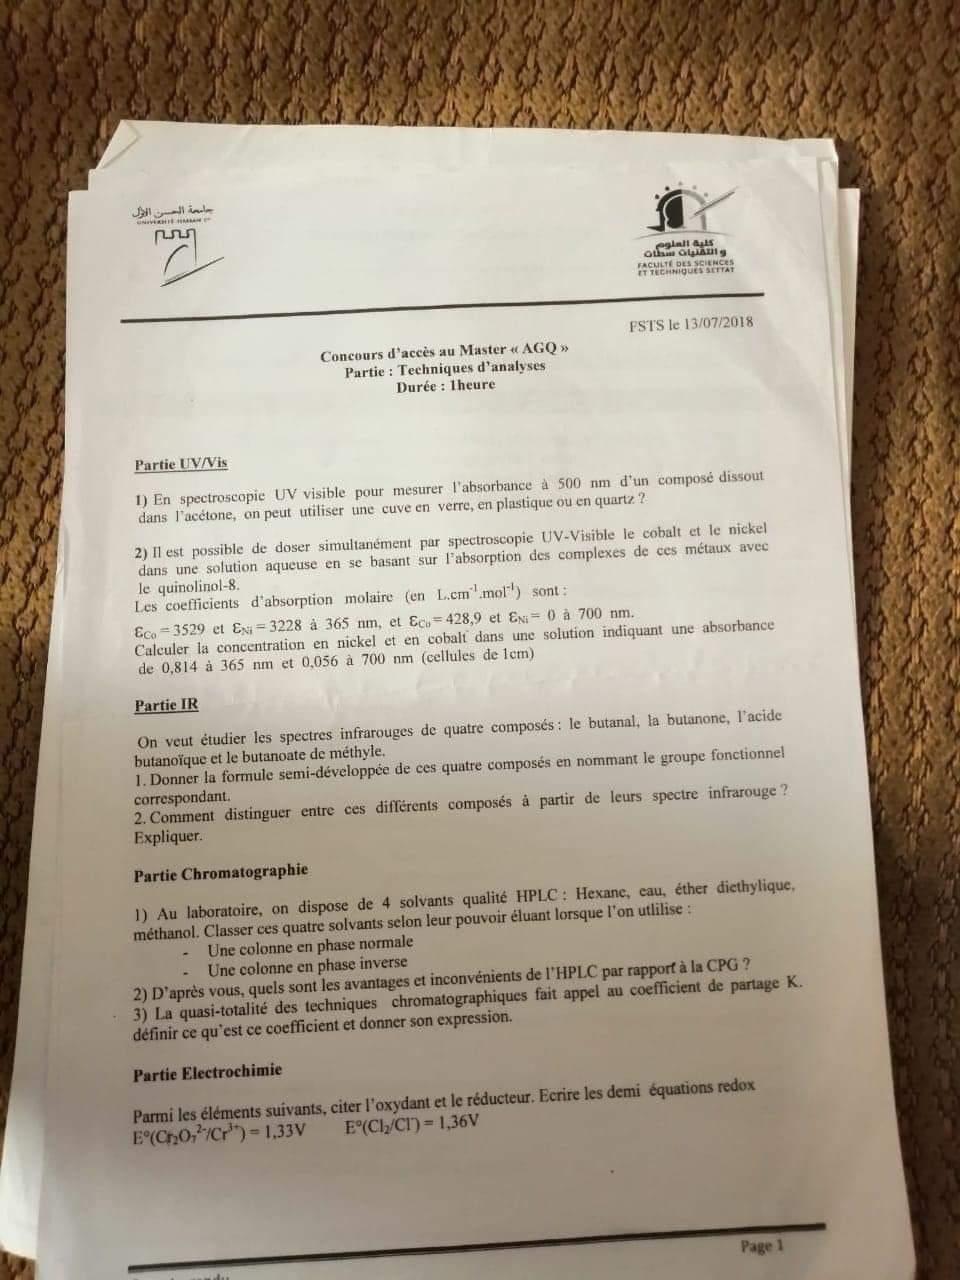 جامعة الحسن الأول
UNIVERSITÉ HASSAN 1er
كلية العلوم
و التقنيات سطات
FACULTÉ DES SCIENCES
ET TECHNIQUES SETTAT
FSTS le 13/07/2018
Concours d'accès au Master « AGQ »
Partie : Techniques d'analyses
Durée : 1heure
Partie UV/Vis
1) En spectroscopie UV visible pour mesurer l'absorbance à 500 nm d'un composé dissout
dans l'acétone, on peut utiliser une cuve en verre, en plastique ou en quartz ?
2) Il est possible de doser simultanément par spectroscopie UV-Visible le cobalt et le nickel
dans une solution aqueuse en se basant sur l'absorption des complexes de ces métaux avec
le quinolinol-8.
Les coefficients d'absorption molaire (en L.cm⁻¹.mol⁻¹) sont :
εCo = 3529 et εNi = 3228 à 365 nm, et εCo = 428,9 et εNi = 0 à 700 nm.
Calculer la concentration en nickel et en cobalt dans une solution indiquant une absorbance
de 0,814 à 365 nm et 0,056 à 700 nm (cellules de 1cm)
Partie IR
On veut étudier les spectres infrarouges de quatre composés : le butanal, la butanone, l'acide
butanoïque et le butanoate de méthyle.
1. Donner la formule semi-développée de ces quatre composés en nommant le groupe fonctionnel
correspondant.
2. Comment distinguer entre ces différents composés à partir de leurs spectre infrarouge ?
Expliquer.
Partie Chromatographie
1) Au laboratoire, on dispose de 4 solvants qualité HPLC : Hexane, eau, éther diethylique,
méthanol. Classer ces quatre solvants selon leur pouvoir éluant lorsque l'on utlilise :
- Une colonne en phase normale
- Une colonne en phase inverse
2) D'après vous, quels sont les avantages et inconvénients de l'HPLC par rapport à la CPG ?
3) La quasi-totalité des techniques chromatographiques fait appel au coefficient de partage K.
définir ce qu'est ce coefficient et donner son expression.
Partie Electrochimie
Parmi les éléments suivants, citer l'oxydant et le réducteur. Ecrire les demi équations redox
E°(Cr₂O₇²⁻/Cr³⁺) = 1,33V E°(Cl₂/Cl⁻) = 1,36V
Page 1